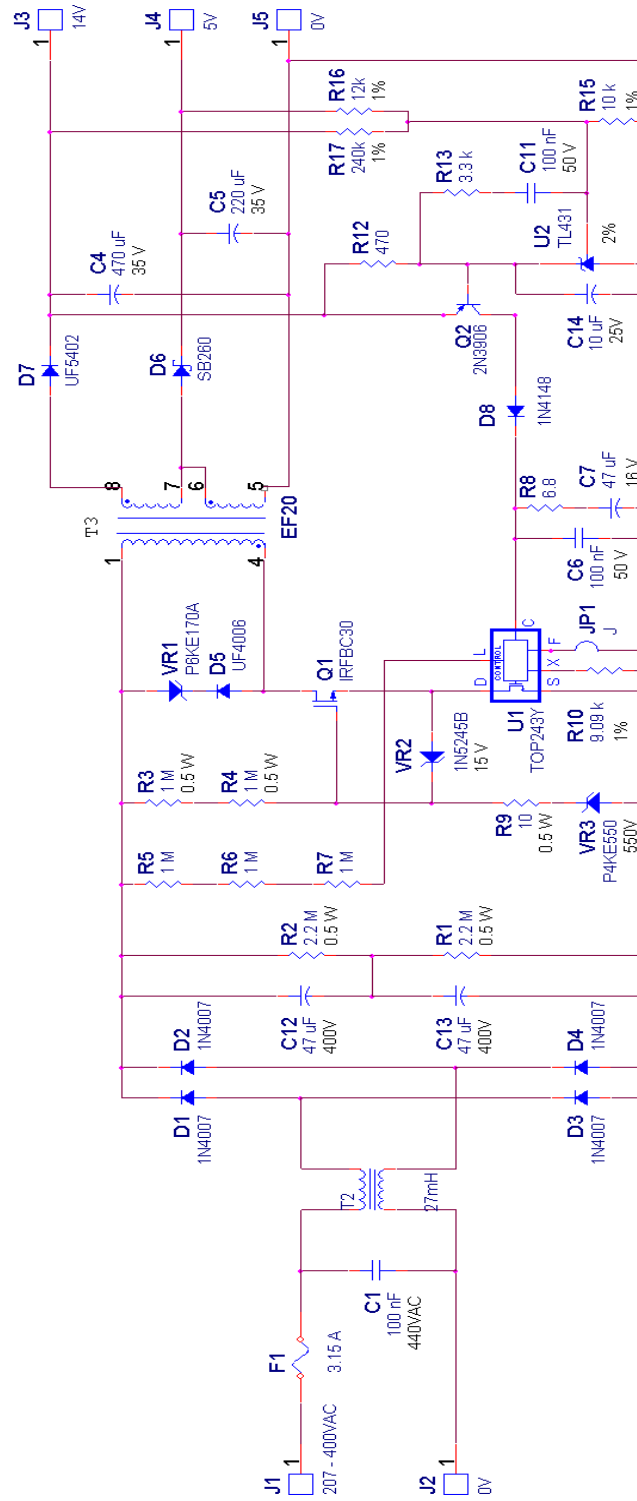 J1
1
207 - 400VAC
J2
1
0V
F1
3.15 A
C1
100 nF
440VAC
T2
27mH
D1
1N4007
D2
1N4007
D3
1N4007
D4
1N4007
C12
47 uF
400V
C13
47 uF
400V
R2
2.2 M
0.5 W
R1
2.2 M
0.5 W
R5
1 M
R6
1 M
R7
1 M
R3
1 M
0.5 W
R4
1 M
0.5 W
VR1
P6KE170A
D5
UF4006
Q1
IRFBC30
VR2
1N5245B
15 V
R9
10
0.5 W
VR3
P4KE550
550V
U1
TOP243Y
CONTROL
D
L
C
S
X
F
R10
9.09 k
1%
JP1
J
T3
EF20
1
4
8
7
6
5
D7
UF5402
D6
SB260
C4
470 uF
35 V
C5
220 uF
35 V
J3
1
14V
J4
1
5V
J5
1
0V
R16
12k
1%
R17
240k
1%
R15
10 k
1%
R12
470
R13
3.3 k
C11
100 nF
50 V
U2
TL431
2%
Q2
2N3906
C14
10 uF
25V
D8
1N4148
R8
6.8
C7
47 uF
16 V
C6
100 nF
50 V